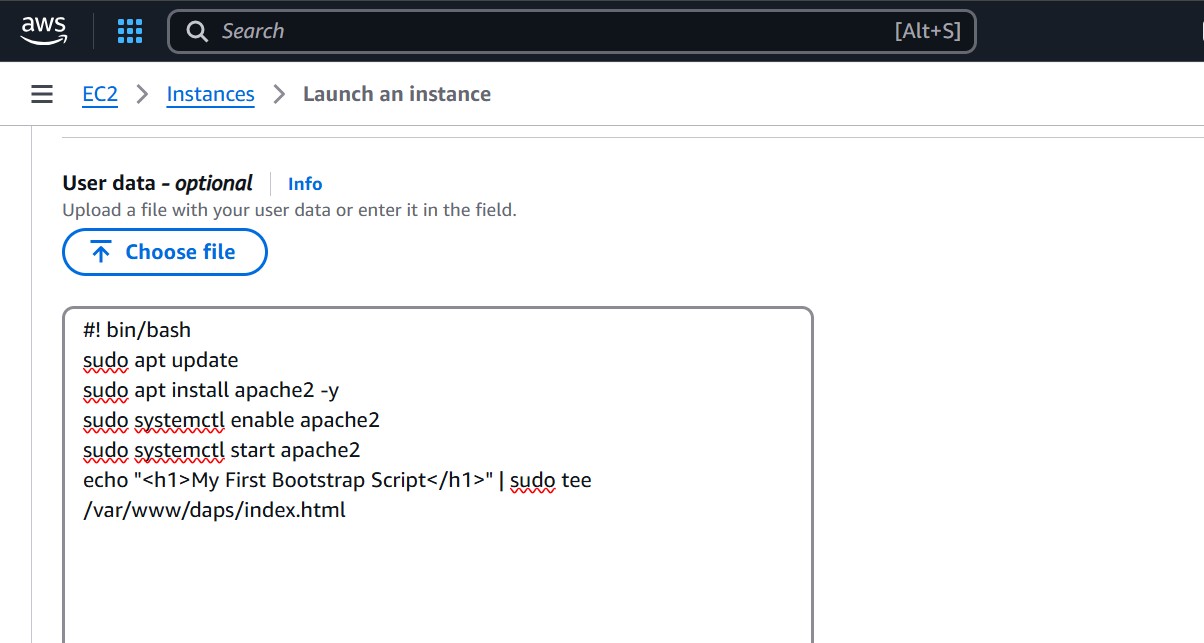 aws
Search [Alt+S]
EC2 > Instances > Launch an instance
User data - optional | Info
Upload a file with your user data or enter it in the field.
Choose file
#! bin/bash
sudo apt update
sudo apt install apache2 -y
sudo systemctl enable apache2
sudo systemctl start apache2
echo "<h1>My First Bootstrap Script</h1>" | sudo tee
/var/www/daps/index.html